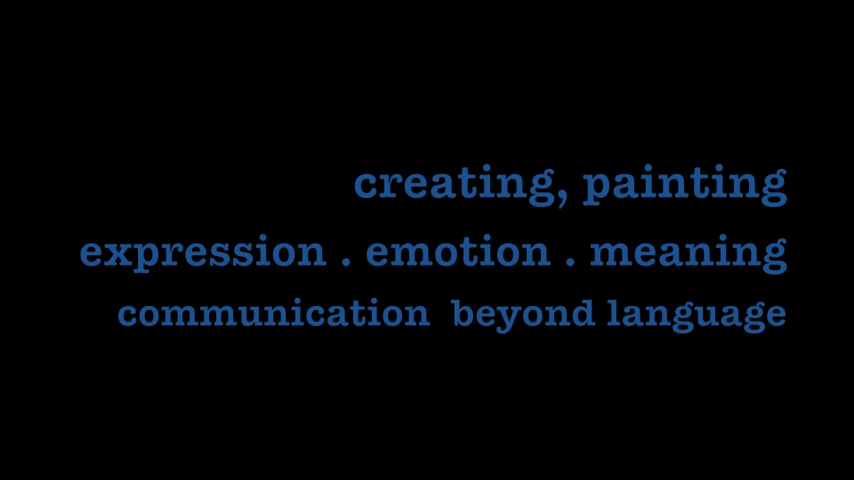 creating, painting
expression . emotion . meaning
communication  beyond language